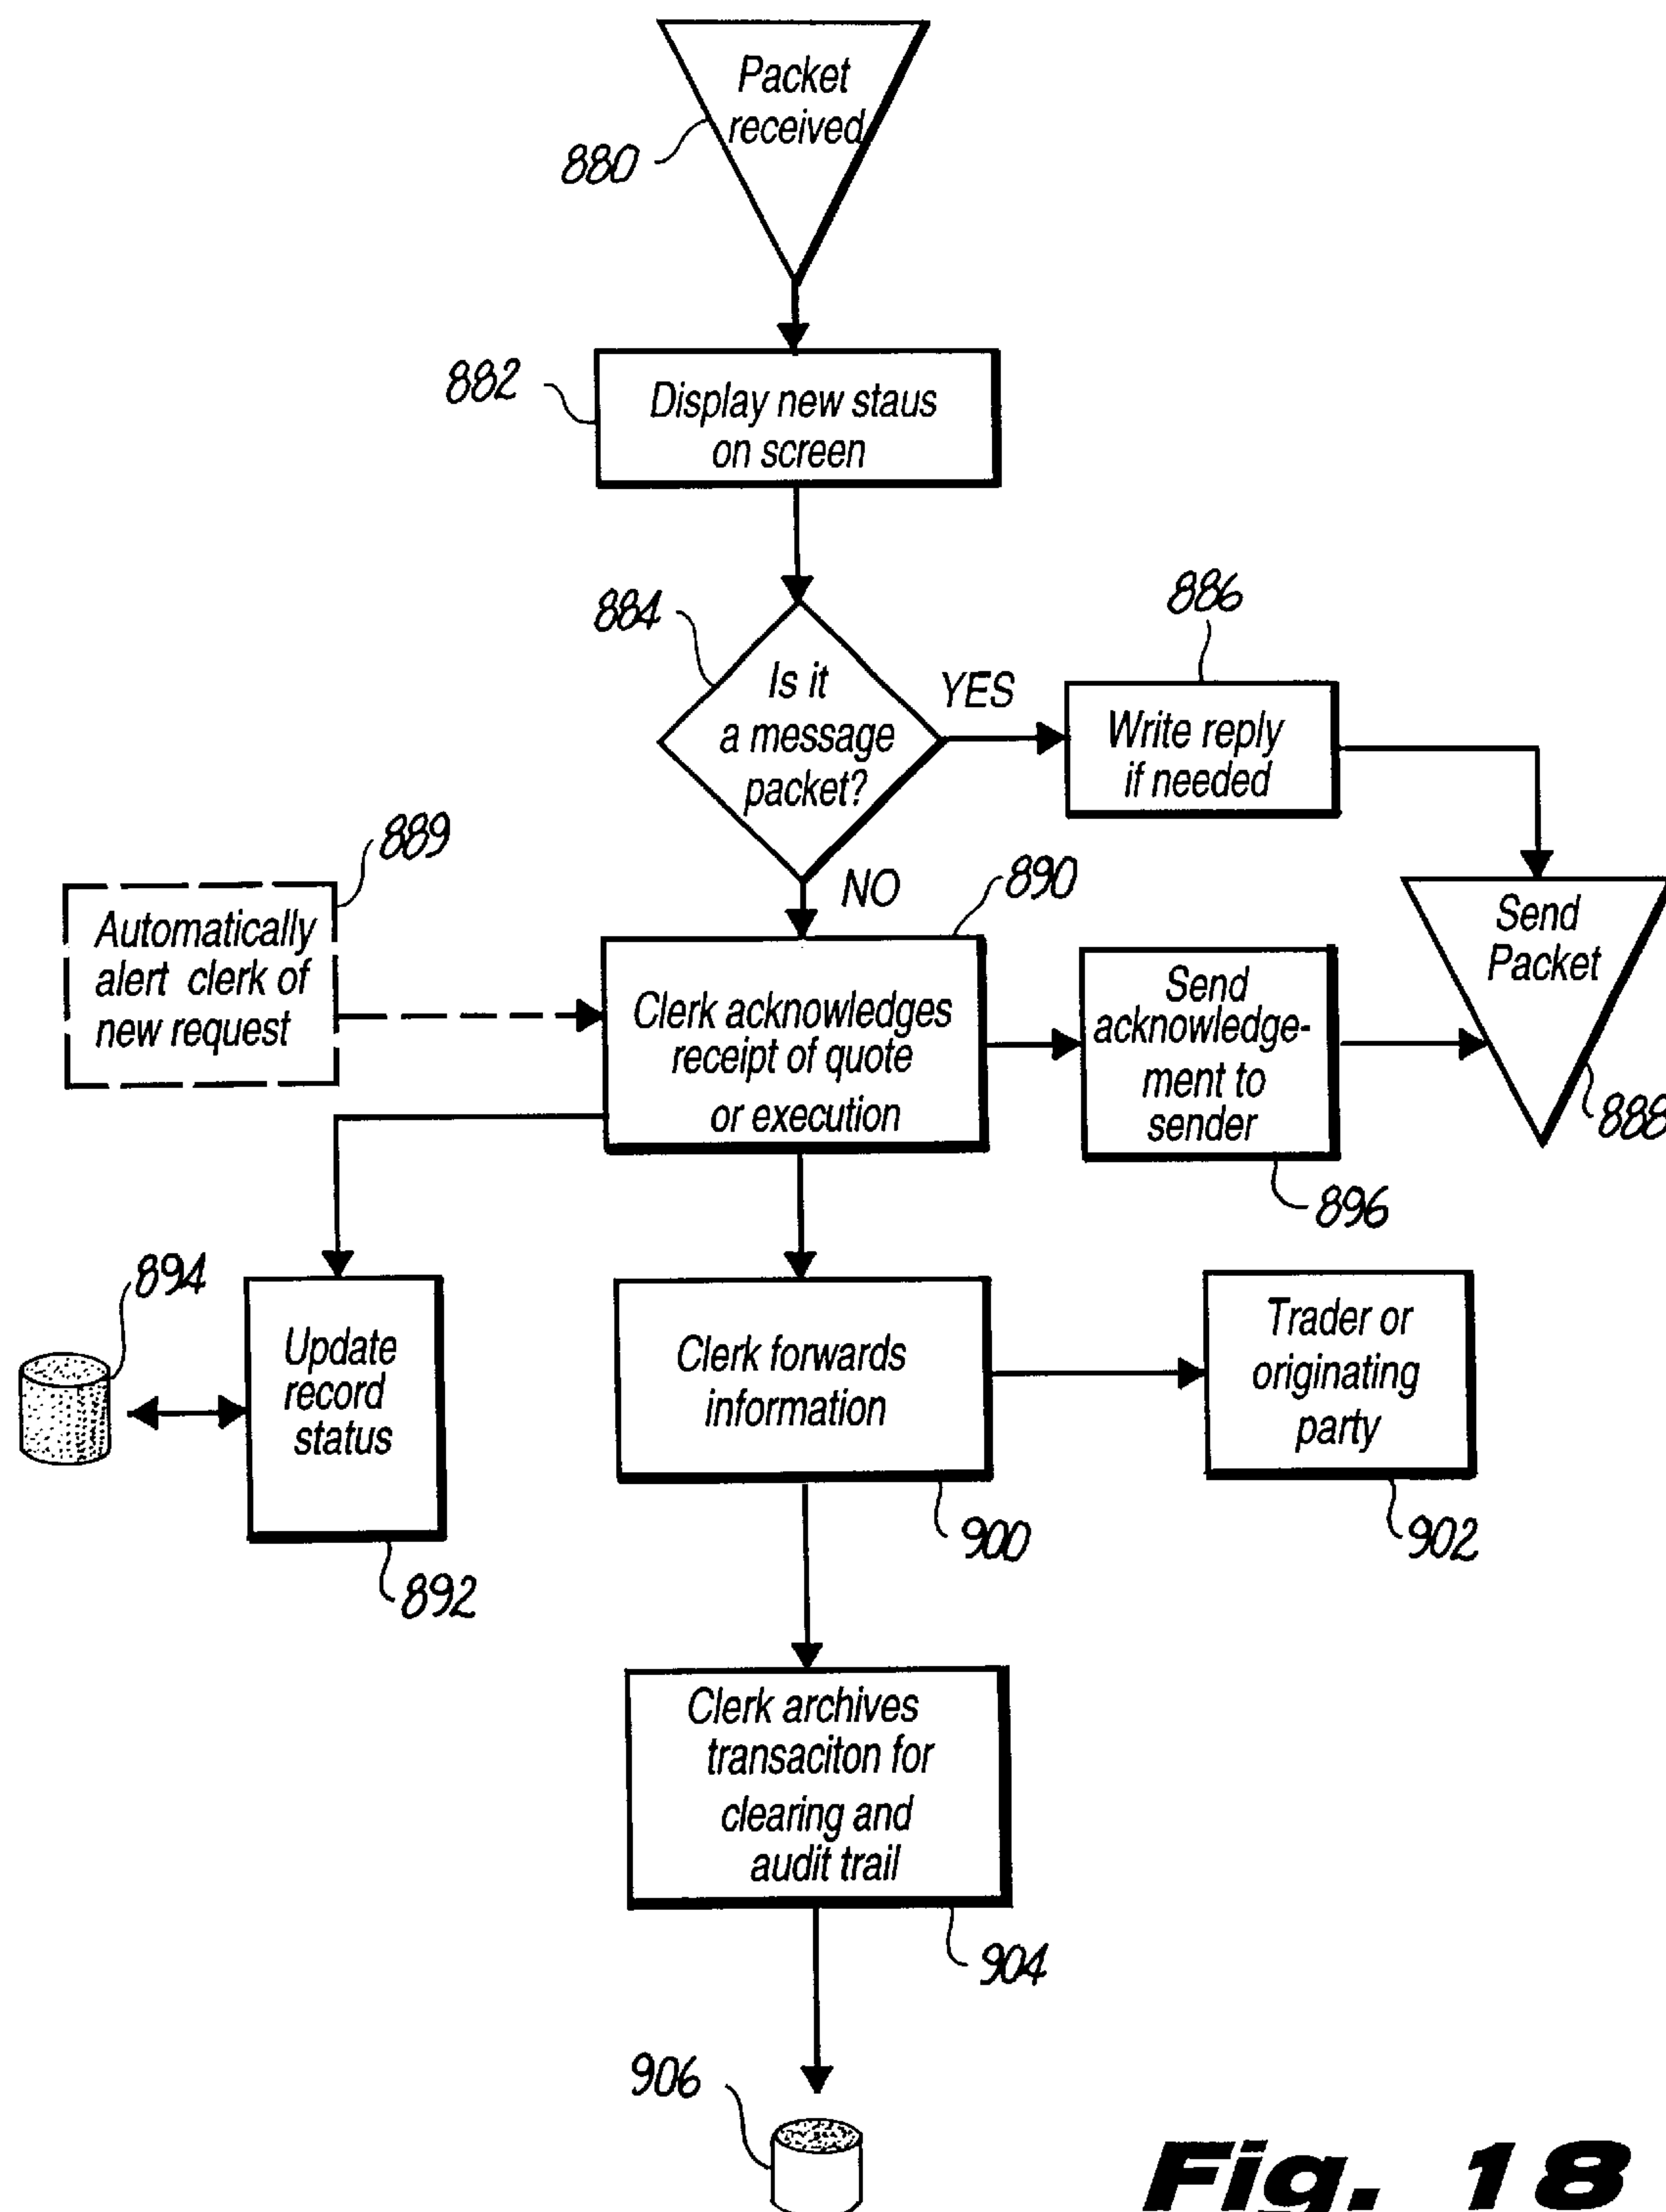 Packet
received
880
882
Display new staus
on screen
884
886
Is it
a message
packet?
YES
Write reply
if needed
889
NO
890
Automatically
alert clerk of
new request
Send
Packet
Clerk acknowledges
receipt of quote
or execution
Send
acknowledge-
ment to
sender
888
896
894
Update
record
status
Clerk forwards
information
Trader or
originating
party
900
902
892
Clerk archives
transaciton for
clearing and
audit trail
904
906
Fig. 18